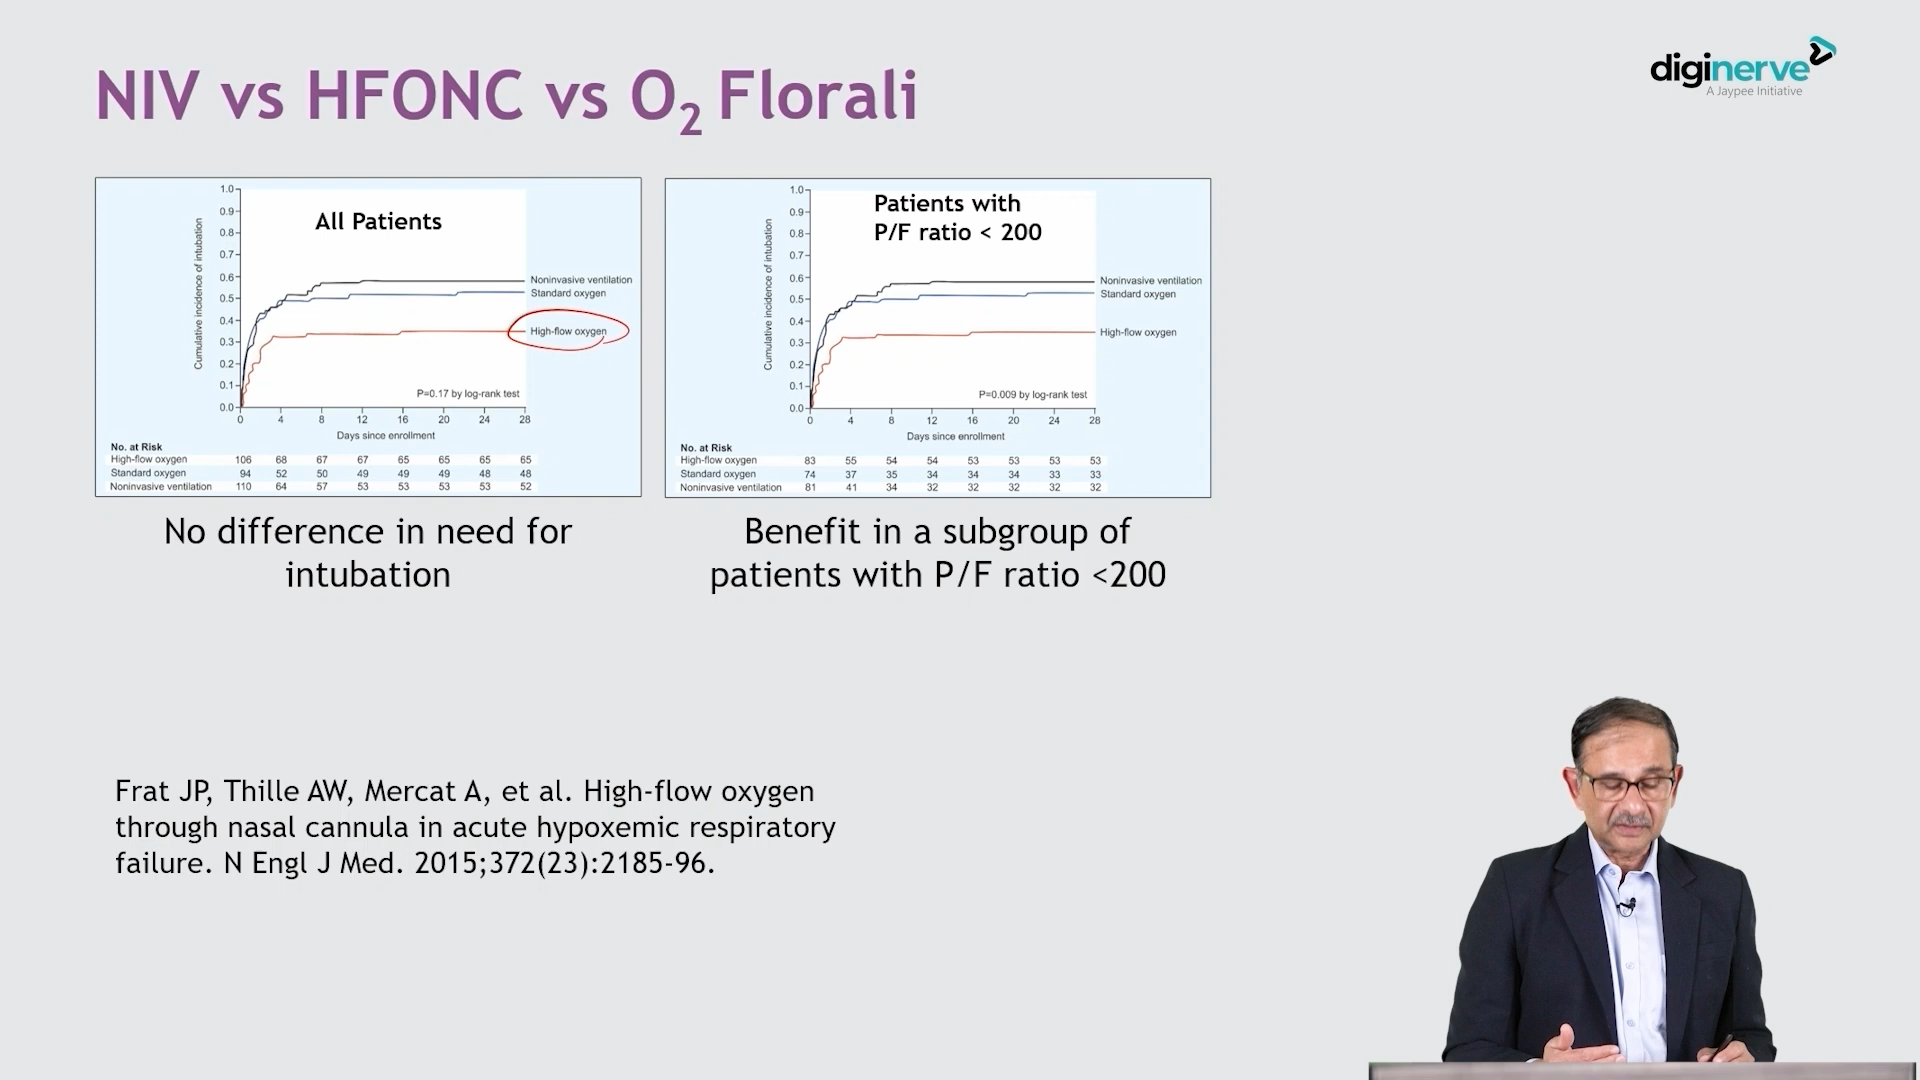 NIV vs HFONC vs O₂ Florali
diginerve
A Jaypee Initiative
All Patients
Cumulative incidence of intubation
1.0
0.9
0.8
0.7
0.6
0.5
0.4
0.3
0.2
0.1
0.0
Noninvasive ventilation
Standard oxygen
High-flow oxygen
P=0.17 by log-rank test
0 4 8 12 16 20 24 28
Days since enrollment
No. at Risk
High-flow oxygen 106 68 67 67 65 65 65 65
Standard oxygen 94 52 50 49 49 49 48 48
Noninvasive ventilation 110 64 57 53 53 53 53 52
Patients with
P/F ratio < 200
Cumulative incidence of intubation
1.0
0.9
0.8
0.7
0.6
0.5
0.4
0.3
0.2
0.1
0.0
Noninvasive ventilation
Standard oxygen
High-flow oxygen
P=0.009 by log-rank test
0 4 8 12 16 20 24 28
Days since enrollment
No. at Risk
High-flow oxygen 83 55 54 54 53 53 53 53
Standard oxygen 74 37 35 34 34 34 33 33
Noninvasive ventilation 81 41 34 32 32 32 32 32
No difference in need for
intubation
Benefit in a subgroup of
patients with P/F ratio <200
Frat JP, Thille AW, Mercat A, et al. High-flow oxygen
through nasal cannula in acute hypoxemic respiratory
failure. N Engl J Med. 2015;372(23):2185-96.